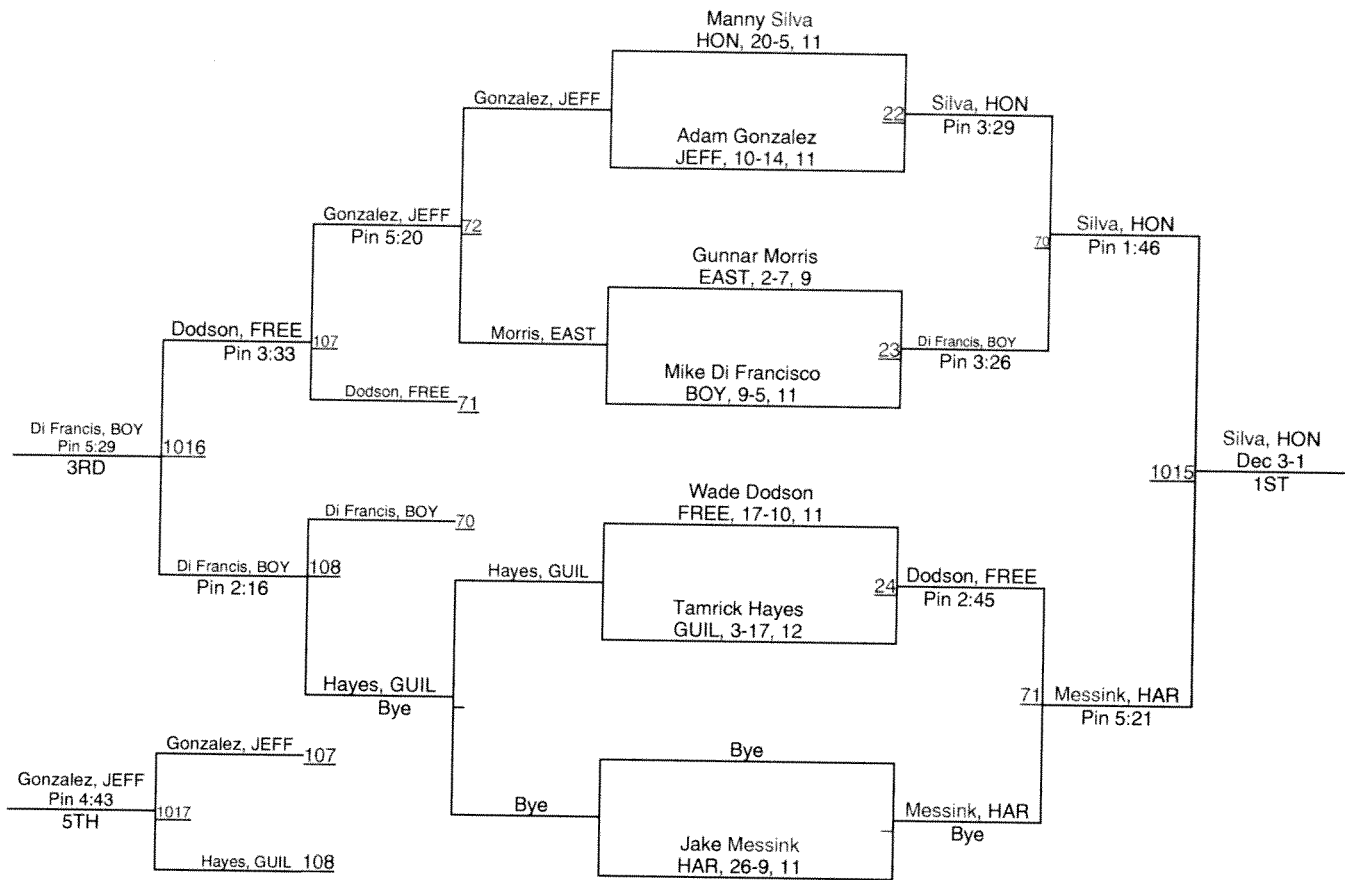 Manny Silva
HON, 20-5, 11
Gonzalez, JEFF
22
Silva, HON
Pin 3:29
Adam Gonzalez
JEFF, 10-14, 11
Gonzalez, JEFF
Pin 5:20
72
Silva, HON
Pin 1:46
70
Gunnar Morris
EAST, 2-7, 9
Dodson, FREE
Pin 3:33
107
Morris, EAST
23
Di Francis, BOY
Pin 3:26
Mike Di Francisco
BOY, 9-5, 11
Dodson, FREE
71
Di Francis, BOY
Pin 5:29
3RD
1016
Silva, HON
Dec 3-1
1ST
1015
Wade Dodson
FREE, 17-10, 11
Di Francis, BOY
70
Di Francis, BOY
Pin 2:16
108
Hayes, GUIL
24
Dodson, FREE
Pin 2:45
Tamrick Hayes
GUIL, 3-17, 12
Hayes, GUIL
Bye
71
Messink, HAR
Pin 5:21
Gonzalez, JEFF
107
Bye
Gonzalez, JEFF
Pin 4:43
5TH
1017
Bye
Messink, HAR
Bye
Jake Messink
HAR, 26-9, 11
Hayes, GUIL
108